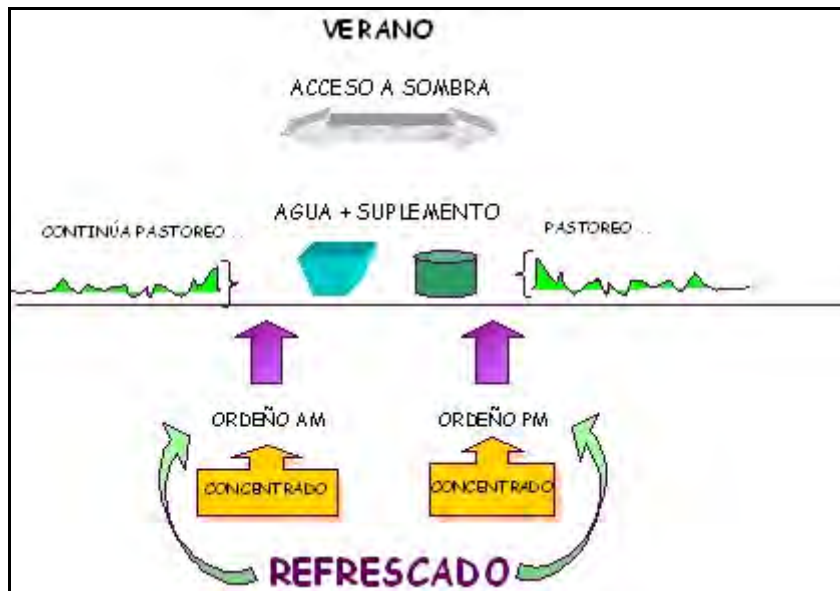 VERANO
ACCESO A SOMBRA
AGUA + SUPLEMENTO
CONTINÚA PASTOREO ...
PASTOREO ...
ORDEÑO AM
ORDEÑO PM
CONCENTRADO
CONCENTRADO
REFRESCADO